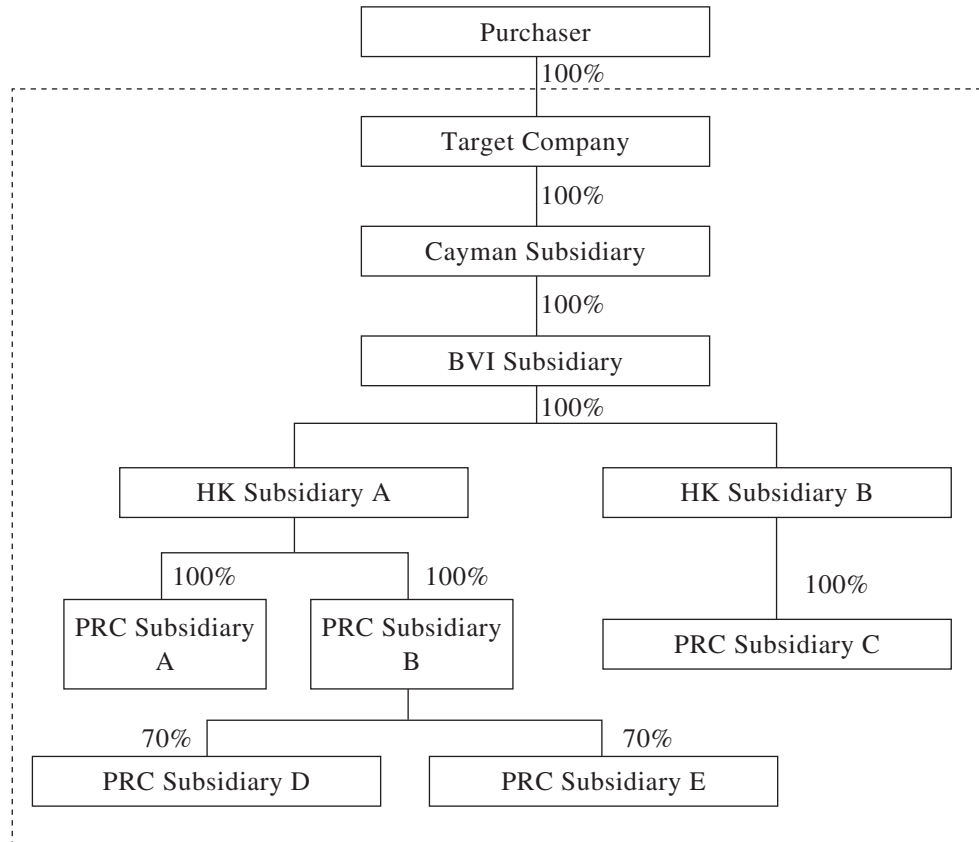 Purchaser
100%
Target Company
100%
Cayman Subsidiary
100%
BVI Subsidiary
100%
HK Subsidiary A
HK Subsidiary B
100%
100%
100%
PRC Subsidiary
A
PRC Subsidiary
B
PRC Subsidiary C
70%
70%
PRC Subsidiary D
PRC Subsidiary E